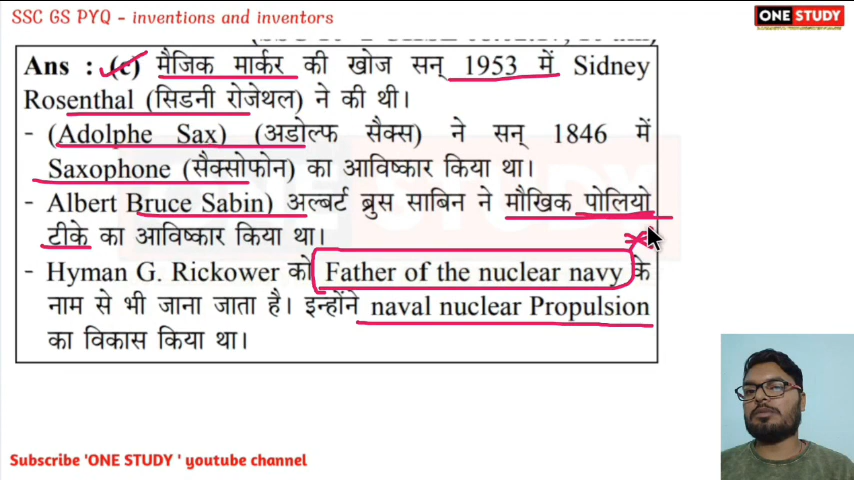 SSC GS PYQ - inventions and inventors
ONE STUDY
Ans : (c) मैजिक मार्कर की खोज सन् 1953 में Sidney
Rosenthal (सिडनी रोजेथल) ने की थी।
- (Adolphe Sax) (अडोल्फ सैक्स) ने सन् 1846 में
Saxophone (सैक्सोफोन) का आविष्कार किया था।
- Albert Bruce Sabin) अल्बर्ट ब्रुस साबिन ने मौखिक पोलियो
टीके का आविष्कार किया था।
- Hyman G. Rickower को Father of the nuclear navy के
नाम से भी जाना जाता है। इन्होंने naval nuclear Propulsion
का विकास किया था।
Subscribe 'ONE STUDY ' youtube channel